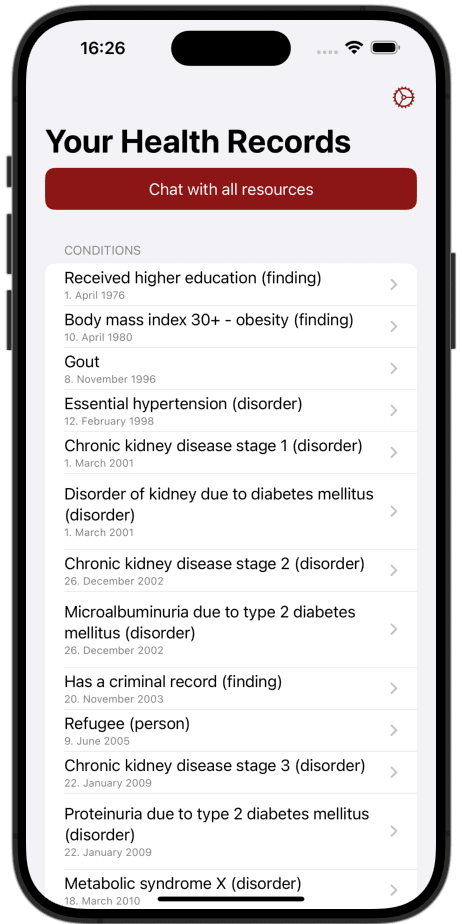 16:26
Your Health Records
Chat with all resources
CONDITIONS
Received higher education (finding)
1. April 1976
Body mass index 30+ - obesity (finding)
10. April 1980
Gout
8. November 1996
Essential hypertension (disorder)
12. February 1998
Chronic kidney disease stage 1 (disorder)
1. March 2001
Disorder of kidney due to diabetes mellitus
(disorder)
1. March 2001
Chronic kidney disease stage 2 (disorder)
26. December 2002
Microalbuminuria due to type 2 diabetes
mellitus (disorder)
26. December 2002
Has a criminal record (finding)
20. November 2003
Refugee (person)
9. June 2005
Chronic kidney disease stage 3 (disorder)
22. January 2009
Proteinuria due to type 2 diabetes mellitus
(disorder)
22. January 2009
Metabolic syndrome X (disorder)
18. March 2010